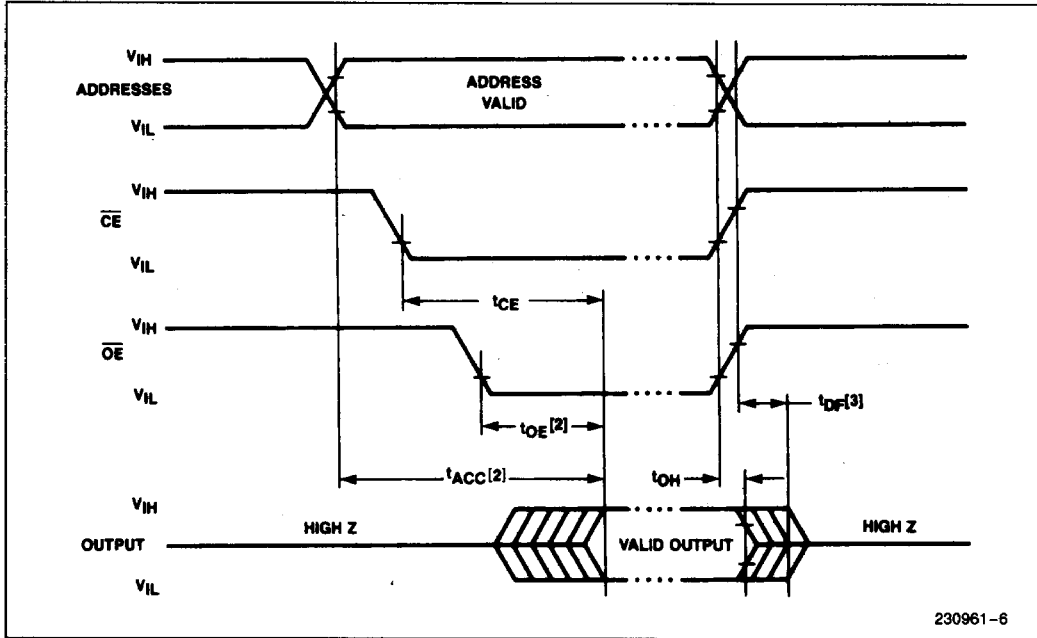 VIH
ADDRESSES
ADDRESS
VALID
VIL
VIH
CE
VIL
tCE
VIH
OE
VIL
tDF[3]
tOE[2]
tACC[2]
tOH
VIH
HIGH Z
HIGH Z
OUTPUT
VALID OUTPUT
VIL
230961-6